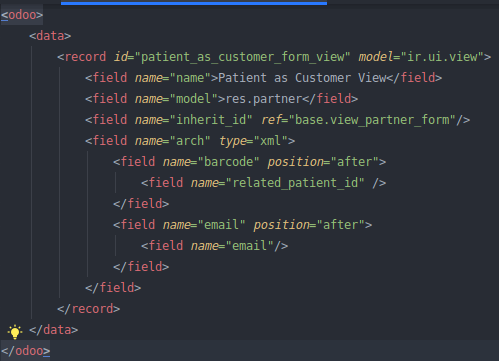 <odoo>
<data>
<record id="patient_as_customer_form_view" model="ir.ui.view">
<field name="name">Patient as Customer View</field>
<field name="model">res.partner</field>
<field name="inherit_id" ref="base.view_partner_form"/>
<field name="arch" type="xml">
<field name="barcode" position="after">
<field name="related_patient_id" />
</field>
<field name="email" position="after">
<field name="email"/>
</field>
</field>
</record>
</data>
</odoo>